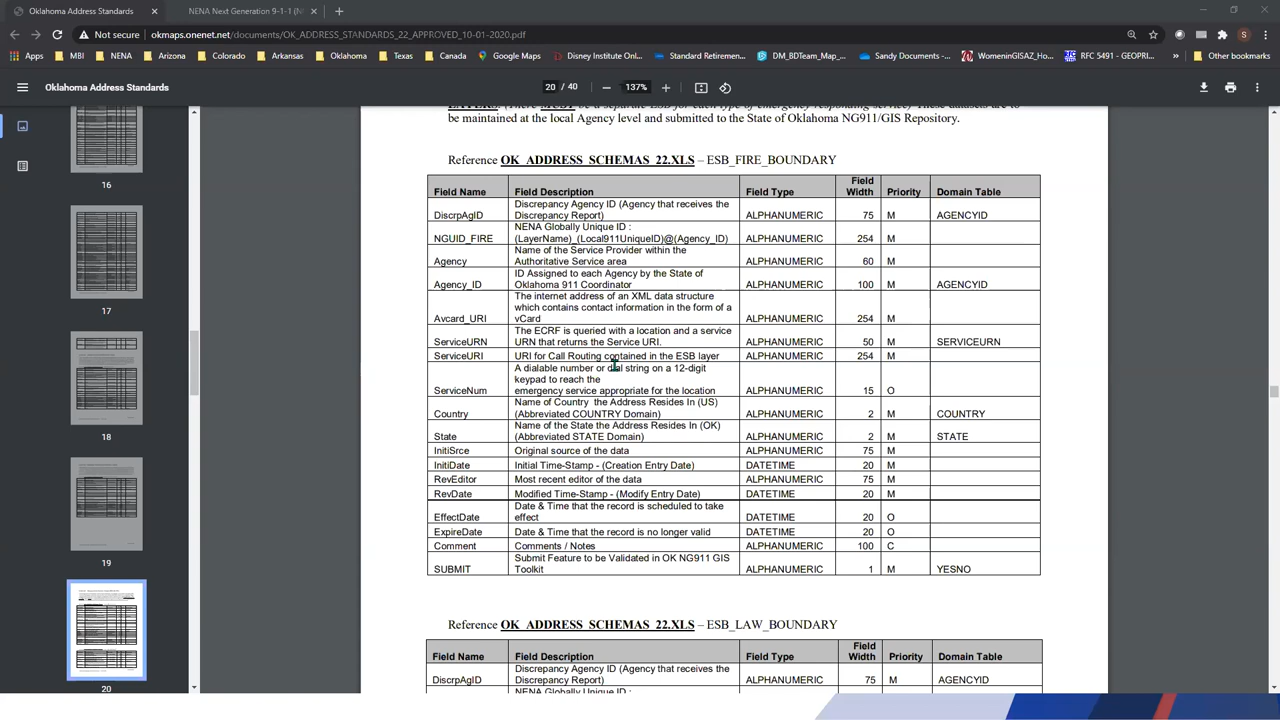 Oklahoma Address Standards
NENA Next Generation 9-1-1 (N
Not secure | okmaps.onenet.net/documents/OK_ADDRESS_STANDARDS_22_APPROVED_10-01-2020.pdf
S
Apps MBI NENA Arizona Colorado Arkansas Oklahoma Texas Canada Google Maps Disney Institute Onli... Standard Retiremen... DM_BDTeam_Map_... Sandy Documents -... WomeninGISAZ_Ho... RFC 5491 - GEOPRI... » Other bookmarks
Oklahoma Address Standards 20 / 40 137%
16
17
18
19
20
be a separate ESB for each type of
be maintained at the local Agency level and submitted to the State of Oklahoma NG911/GIS Repository.
Reference OK_ADDRESS_SCHEMAS_22.XLS – ESB_FIRE_BOUNDARY
Field Name Field Description Field Type Field Width Priority Domain Table
Discrepancy Agency ID (Agency that receives the
DiscrpAgID Discrepancy Report) ALPHANUMERIC 75 M AGENCYID
NENA Globally Unique ID :
NGUID_FIRE (LayerName)_(Local911UniqueID)@(Agency_ID) ALPHANUMERIC 254 M
Name of the Service Provider within the
Agency Authoritative Service area ALPHANUMERIC 60 M
ID Assigned to each Agency by the State of
Agency_ID Oklahoma 911 Coordinator ALPHANUMERIC 100 M AGENCYID
The internet address of an XML data structure
which contains contact information in the form of a
Avcard_URI vCard ALPHANUMERIC 254 M
The ECRF is queried with a location and a service
ServiceURN URN that returns the Service URI. ALPHANUMERIC 50 M SERVICEURN
ServiceURI URI for Call Routing contained in the ESB layer ALPHANUMERIC 254 M
A dialable number or dial string on a 12-digit
keypad to reach the
ServiceNum emergency service appropriate for the location ALPHANUMERIC 15 O
Name of Country the Address Resides In (US)
Country (Abbreviated COUNTRY Domain) ALPHANUMERIC 2 M COUNTRY
Name of the State the Address Resides In (OK)
State (Abbreviated STATE Domain) ALPHANUMERIC 2 M STATE
InitiSrce Original source of the data ALPHANUMERIC 75 M
InitiDate Initial Time-Stamp - (Creation Entry Date) DATETIME 20 M
RevEditor Most recent editor of the data ALPHANUMERIC 75 M
RevDate Modified Time-Stamp - (Modify Entry Date) DATETIME 20 M
Date & Time that the record is scheduled to take
EffectDate effect DATETIME 20 O
ExpireDate Date & Time that the record is no longer valid DATETIME 20 O
Comment Comments / Notes ALPHANUMERIC 100 C
Submit Feature to be Validated in OK NG911 GIS
SUBMIT Toolkit ALPHANUMERIC 1 M YESNO
Reference OK_ADDRESS_SCHEMAS_22.XLS – ESB_LAW_BOUNDARY
Field Name Field Description Field Type Field Width Priority Domain Table
Discrepancy Agency ID (Agency that receives the
DiscrpAgID Discrepancy Report) ALPHANUMERIC 75 M AGENCYID
NENA Globally Unique ID :